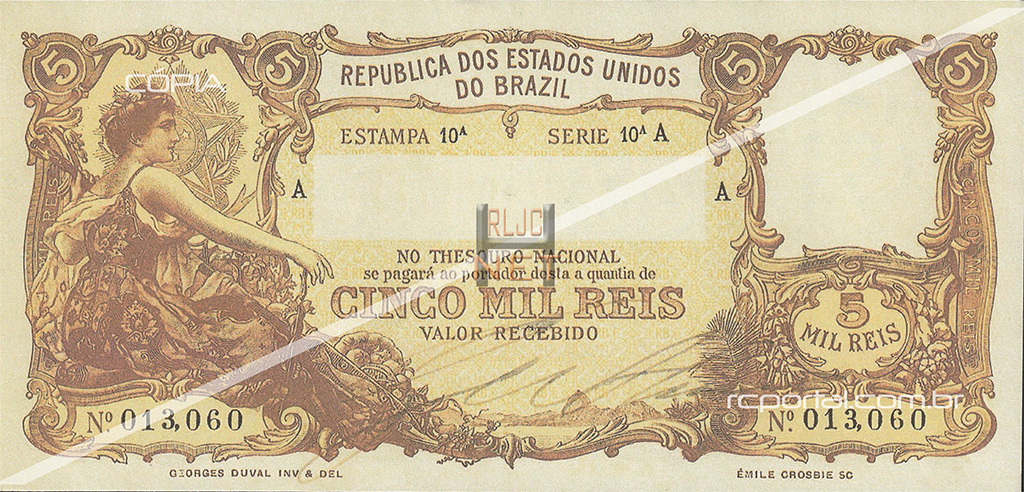 5 5 5 5
CÓPIA
REPUBLICA DOS ESTADOS UNIDOS
DO BRAZIL
ESTAMPA 10ᴬ SERIE 10ᴬ A
A A
RLJC
NO THESOURO NACIONAL
se pagará ao portador desta a quantia de
CINCO MIL REIS
VALOR RECEBIDO
5
MIL REIS
REIS
CINCO MIL REIS
rcportal.com.br
Nº 013,060 Nº 013,060
GEORGES DUVAL INV & DEL ÉMILE CROSBIE SC